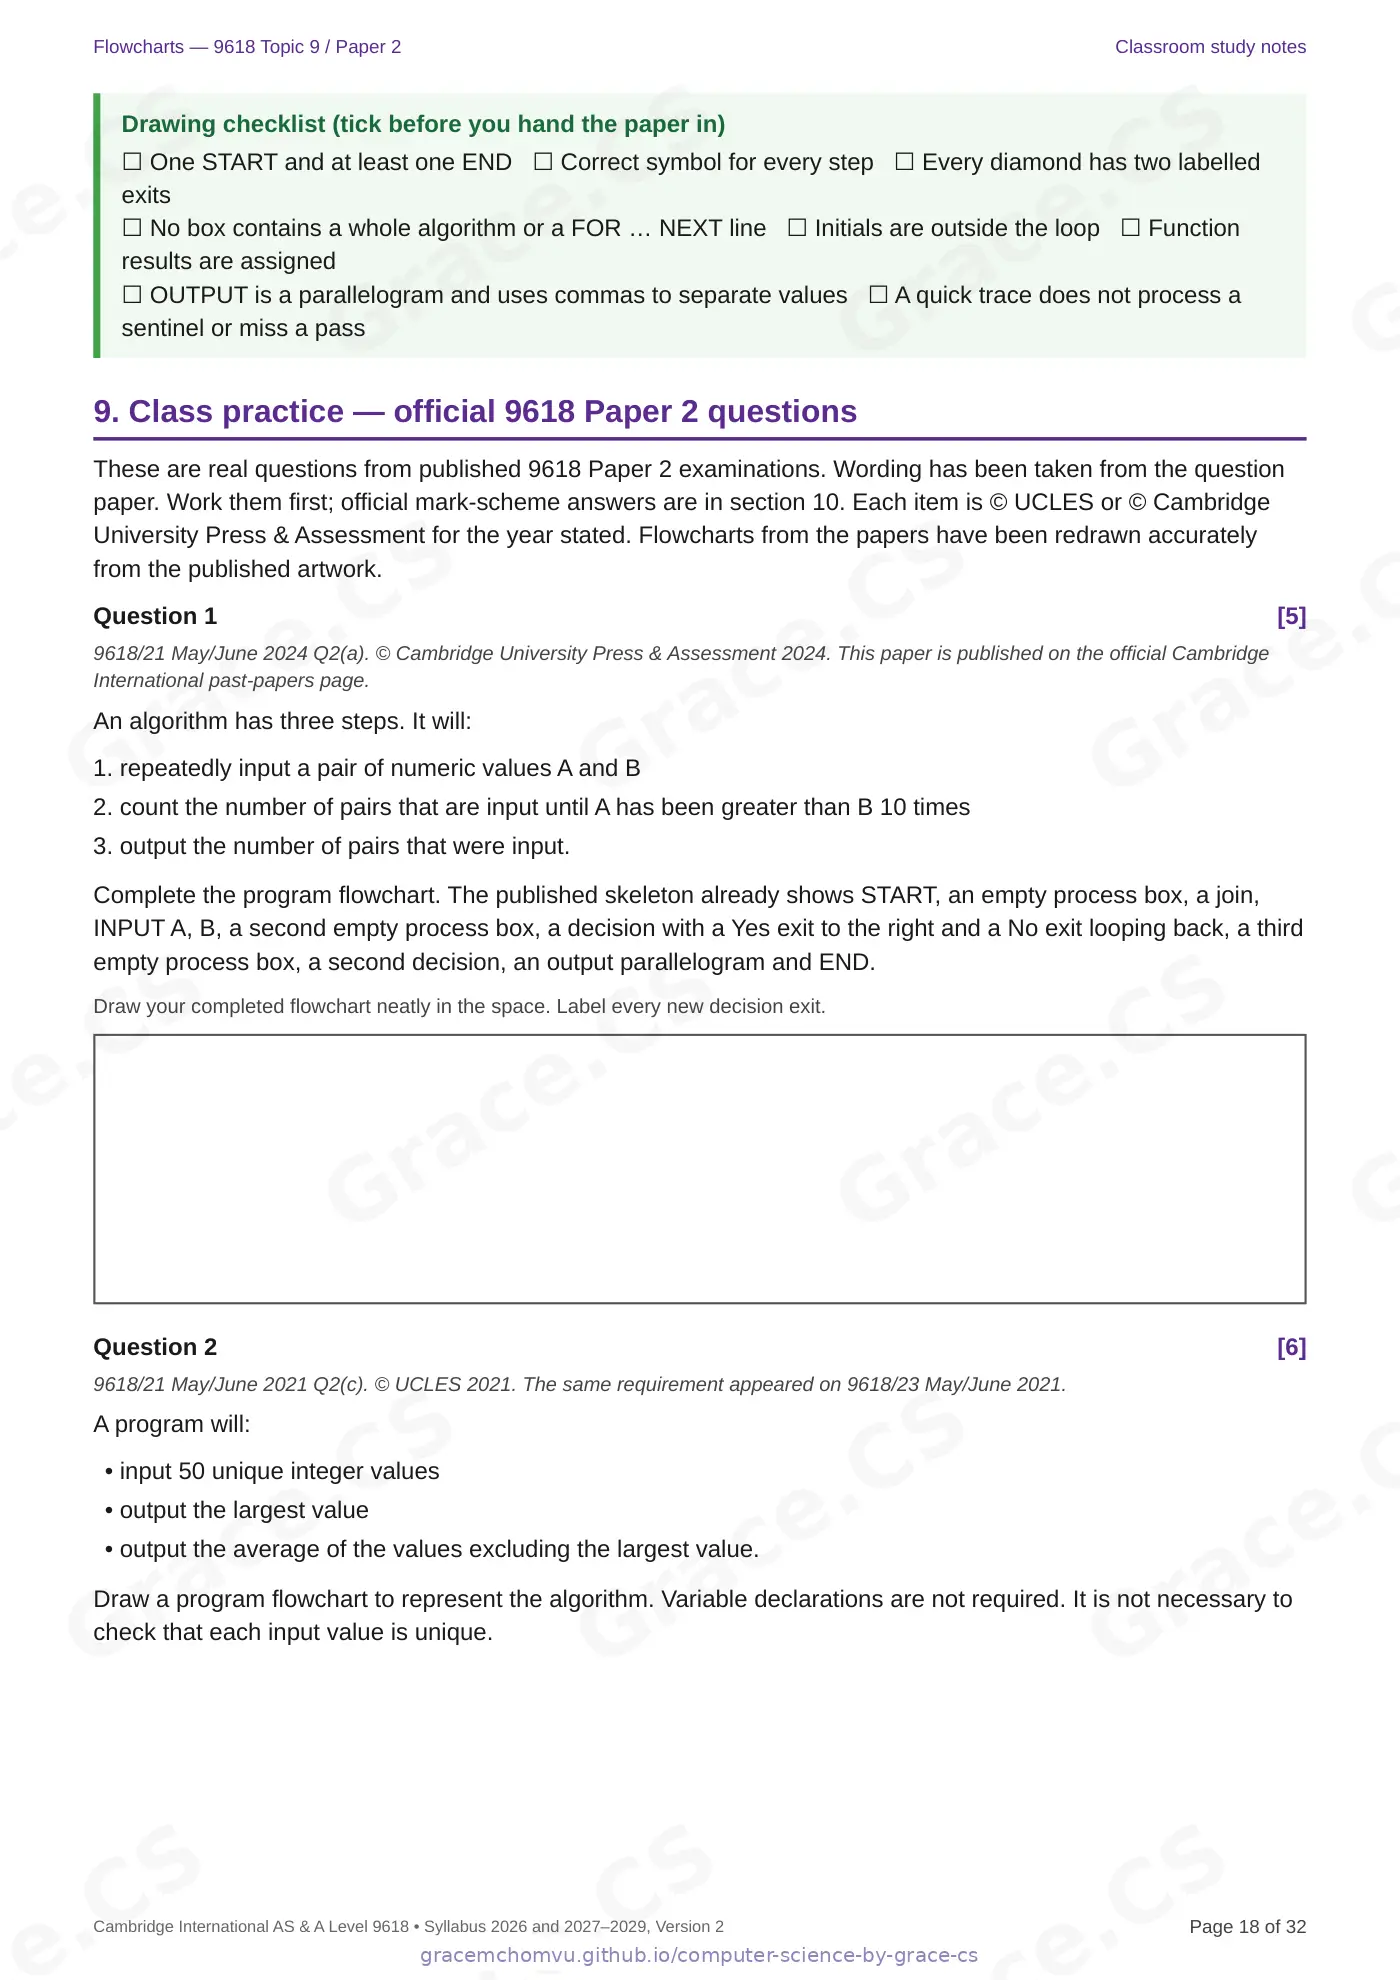 Flowcharts — 9618 Topic 9 / Paper 2
Classroom study notes
Drawing checklist (tick before you hand the paper in)
☐ One START and at least one END ☐ Correct symbol for every step ☐ Every diamond has two labelled
exits
☐ No box contains a whole algorithm or a FOR … NEXT line ☐ Initials are outside the loop ☐ Function
results are assigned
☐ OUTPUT is a parallelogram and uses commas to separate values ☐ A quick trace does not process a
sentinel or miss a pass
9. Class practice — official 9618 Paper 2 questions
These are real questions from published 9618 Paper 2 examinations. Wording has been taken from the question
paper. Work them first; official mark-scheme answers are in section 10. Each item is © UCLES or © Cambridge
University Press & Assessment for the year stated. Flowcharts from the papers have been redrawn accurately
from the published artwork.
Question 1 [5]
9618/21 May/June 2024 Q2(a). © Cambridge University Press & Assessment 2024. This paper is published on the official Cambridge
International past-papers page.
An algorithm has three steps. It will:
1. repeatedly input a pair of numeric values A and B
2. count the number of pairs that are input until A has been greater than B 10 times
3. output the number of pairs that were input.
Complete the program flowchart. The published skeleton already shows START, an empty process box, a join,
INPUT A, B, a second empty process box, a decision with a Yes exit to the right and a No exit looping back, a third
empty process box, a second decision, an output parallelogram and END.
Draw your completed flowchart neatly in the space. Label every new decision exit.
Question 2 [6]
9618/21 May/June 2021 Q2(c). © UCLES 2021. The same requirement appeared on 9618/23 May/June 2021.
A program will:
• input 50 unique integer values
• output the largest value
• output the average of the values excluding the largest value.
Draw a program flowchart to represent the algorithm. Variable declarations are not required. It is not necessary to
check that each input value is unique.
Cambridge International AS & A Level 9618 • Syllabus 2026 and 2027–2029, Version 2
Page 18 of 32
gracemchomvu.github.io/computer-science-by-grace-cs
Grace.CS